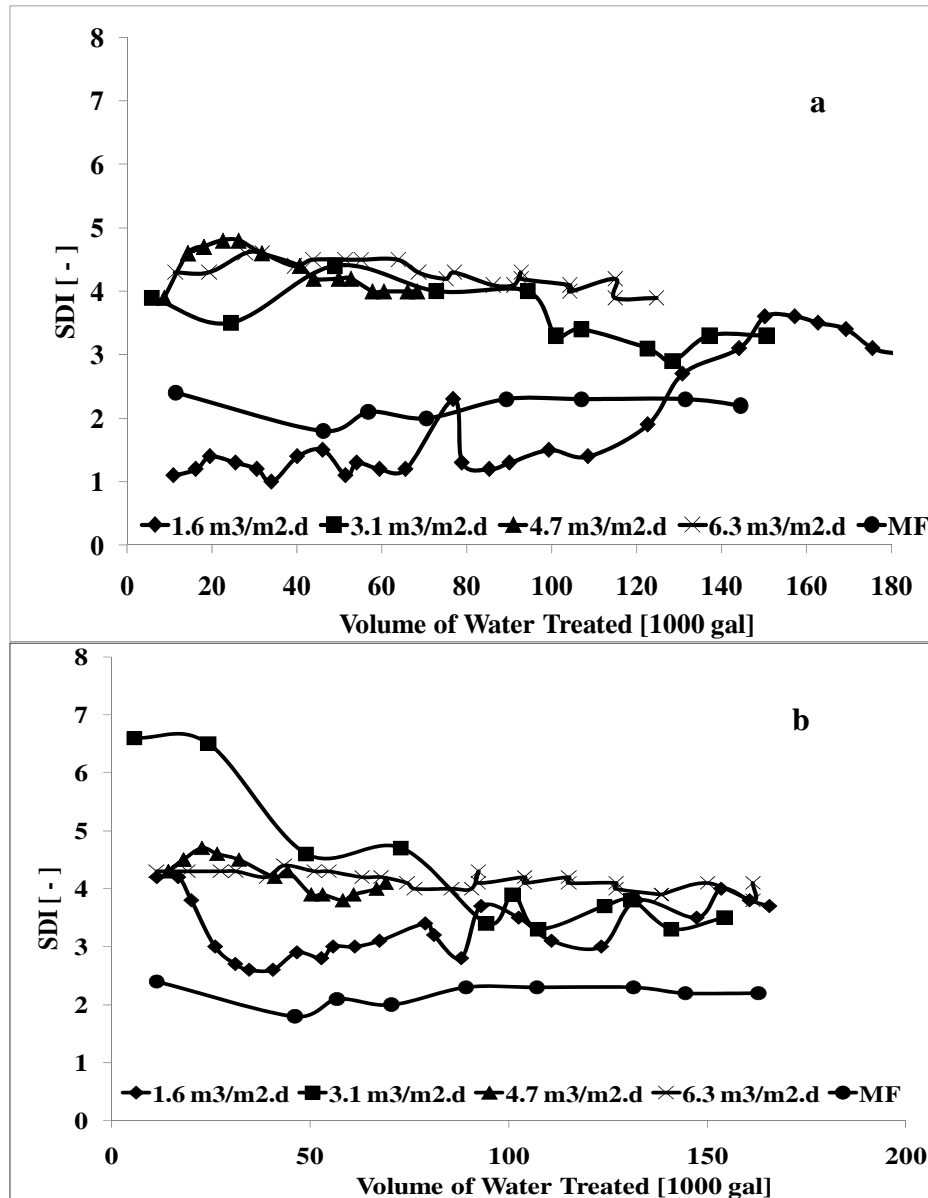 8
a
7
6
5
4
3
2
1
0
SDI [ - ]
1.6 m3/m2.d 3.1 m3/m2.d 4.7 m3/m2.d 6.3 m3/m2.d MF
0 20 40 60 80 100 120 140 160 180
Volume of Water Treated [1000 gal]
8
b
7
6
5
4
3
2
1
0
SDI [ - ]
1.6 m3/m2.d 3.1 m3/m2.d 4.7 m3/m2.d 6.3 m3/m2.d MF
0 50 100 150 200
Volume of Water Treated [1000 gal]